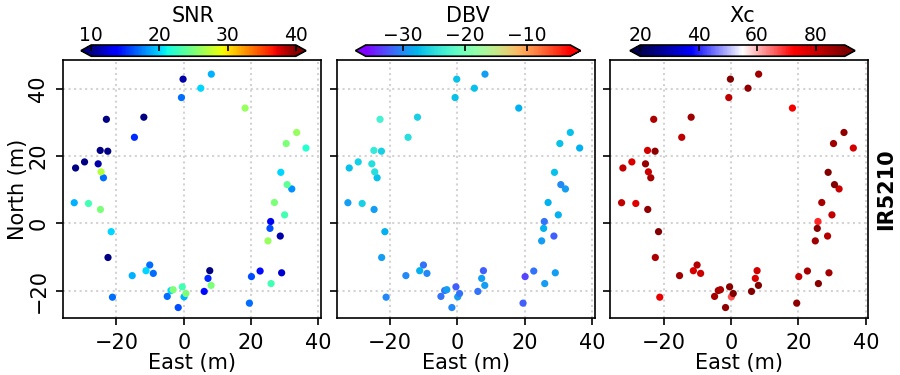 SNR DBV Xc
10 20 30 40 −30 −20 −10 20 40 60 80
40
20
0
−20
North (m)
−20 0 20 40 −20 0 20 40 −20 0 20 40
East (m) East (m) East (m)
IR5210